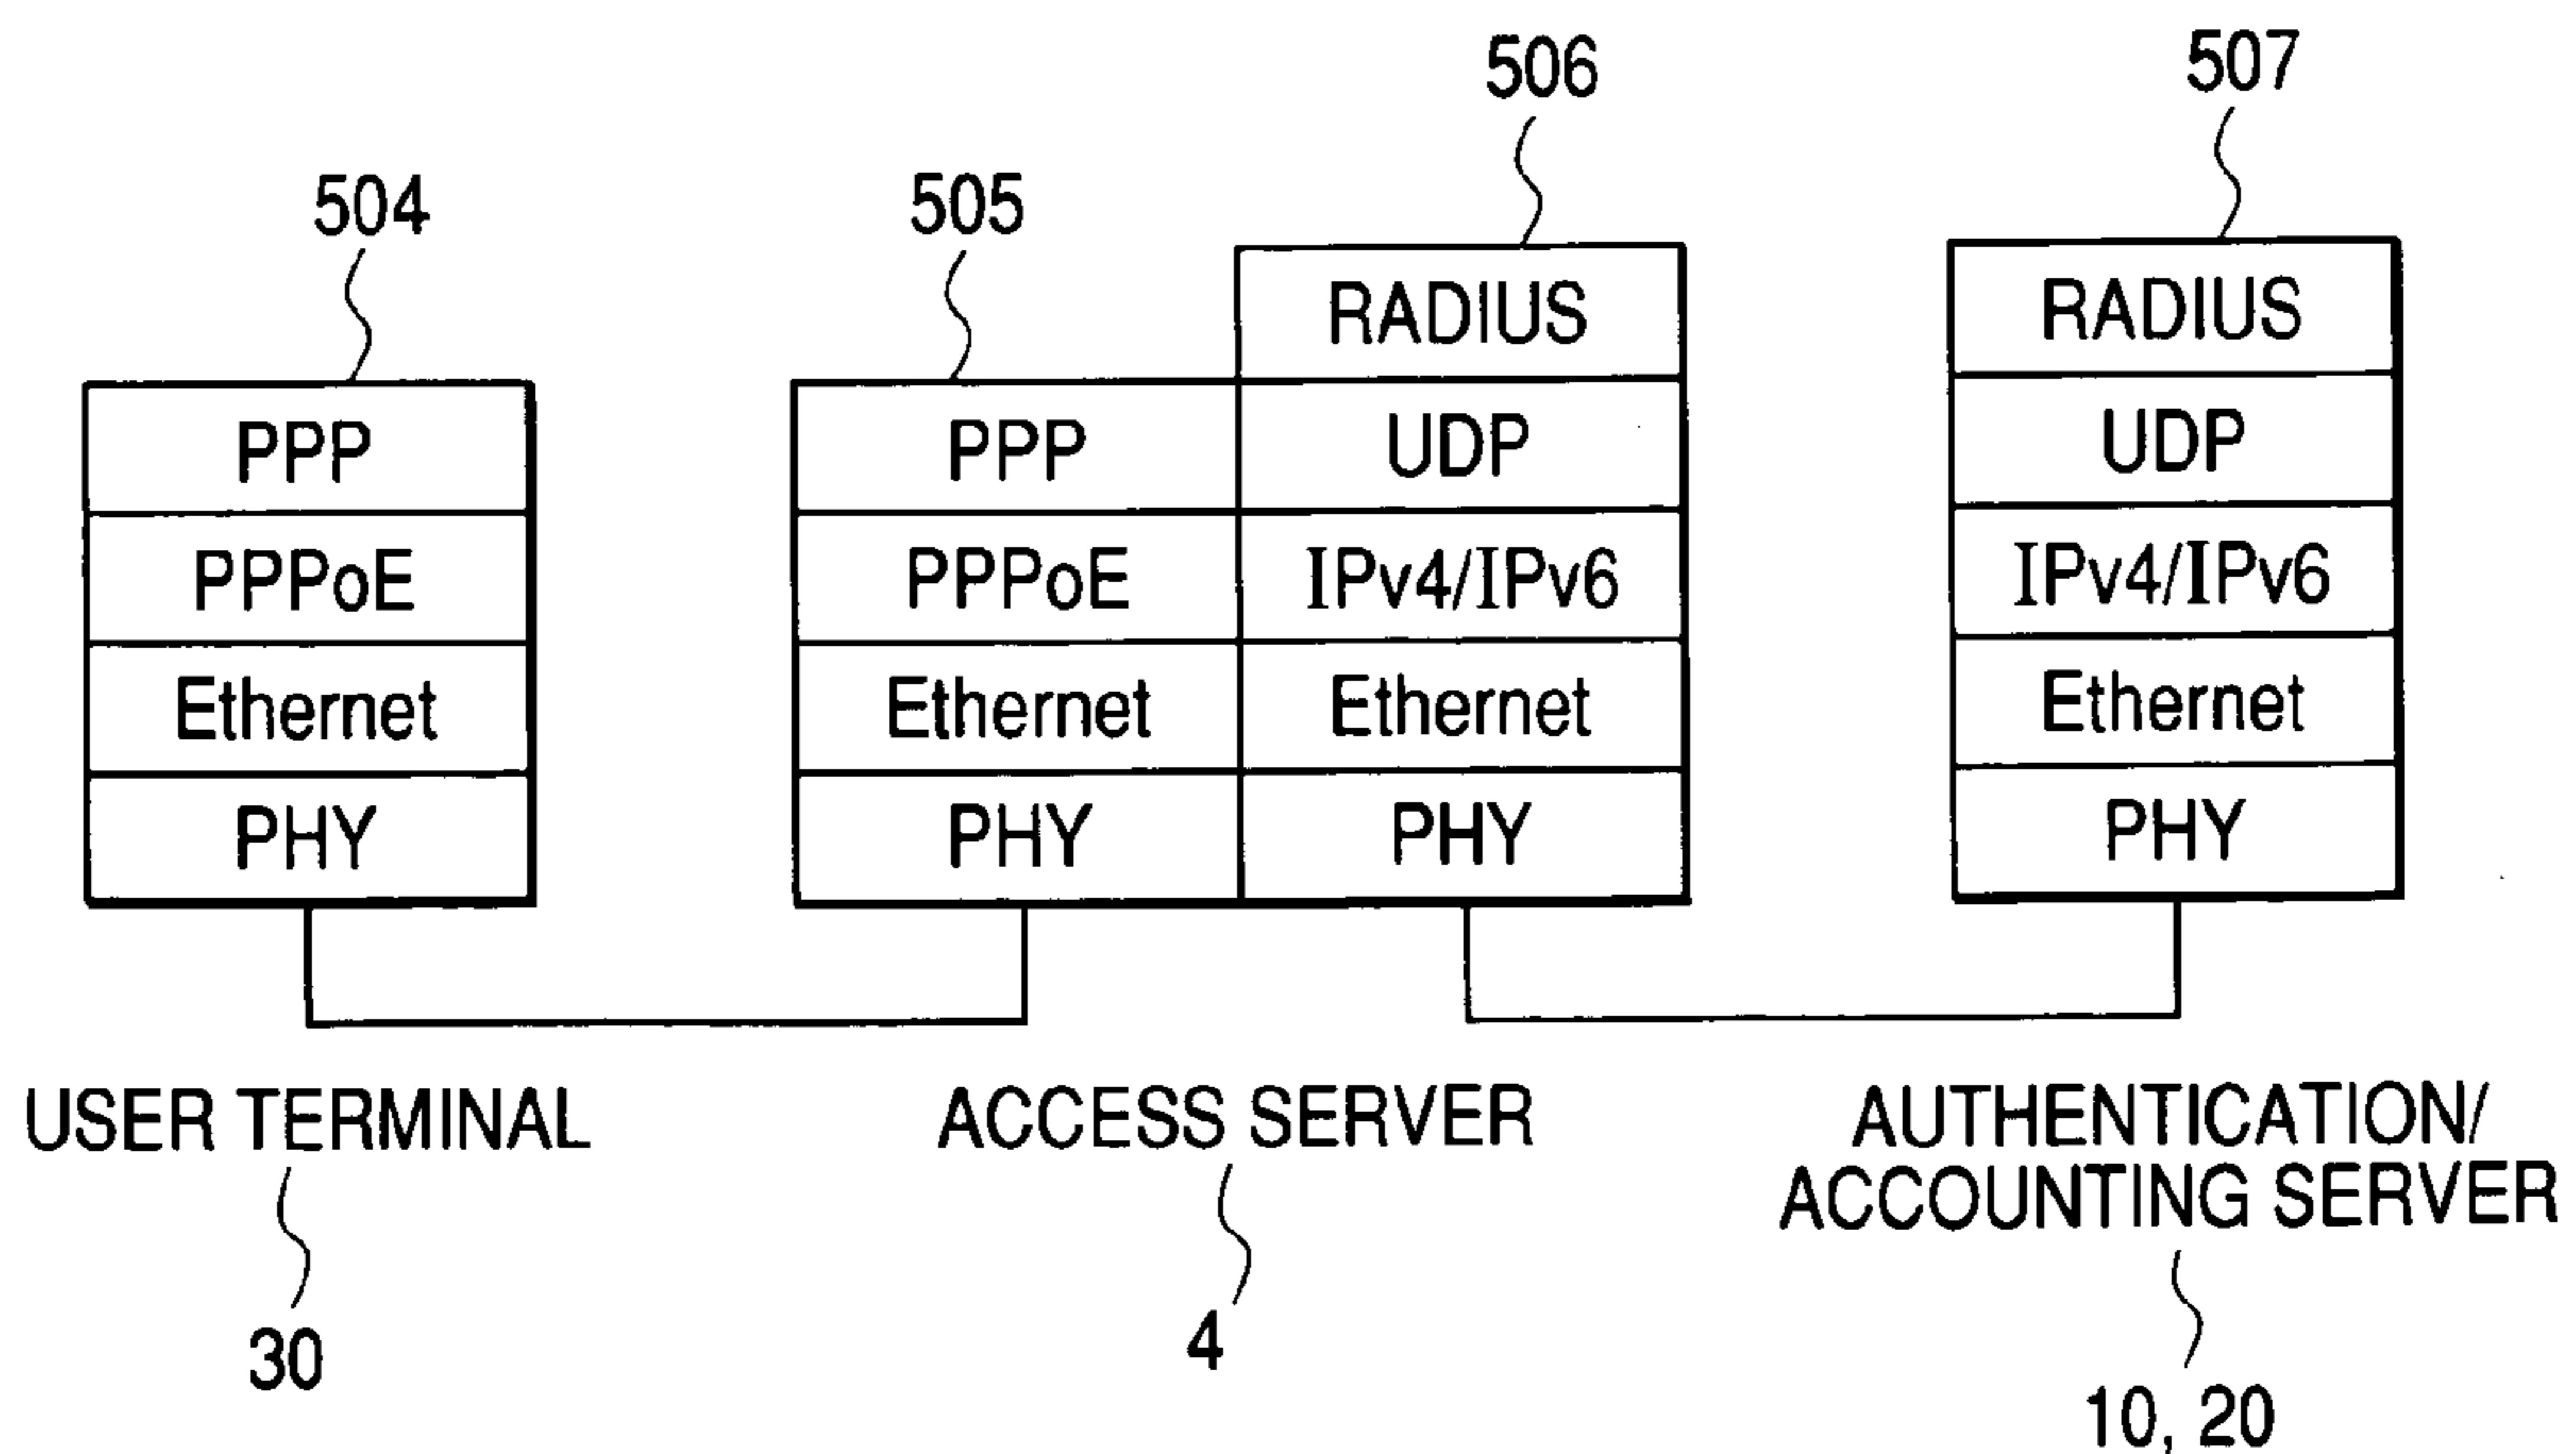 506
507
504
505
RADIUS
RADIUS
PPP
PPP
UDP
UDP
PPPoE
PPPoE
IPv4/IPv6
IPv4/IPv6
Ethernet
Ethernet
Ethernet
Ethernet
PHY
PHY
PHY
PHY
USER TERMINAL
ACCESS SERVER
AUTHENTICATION/
ACCOUNTING SERVER
30
4
10, 20